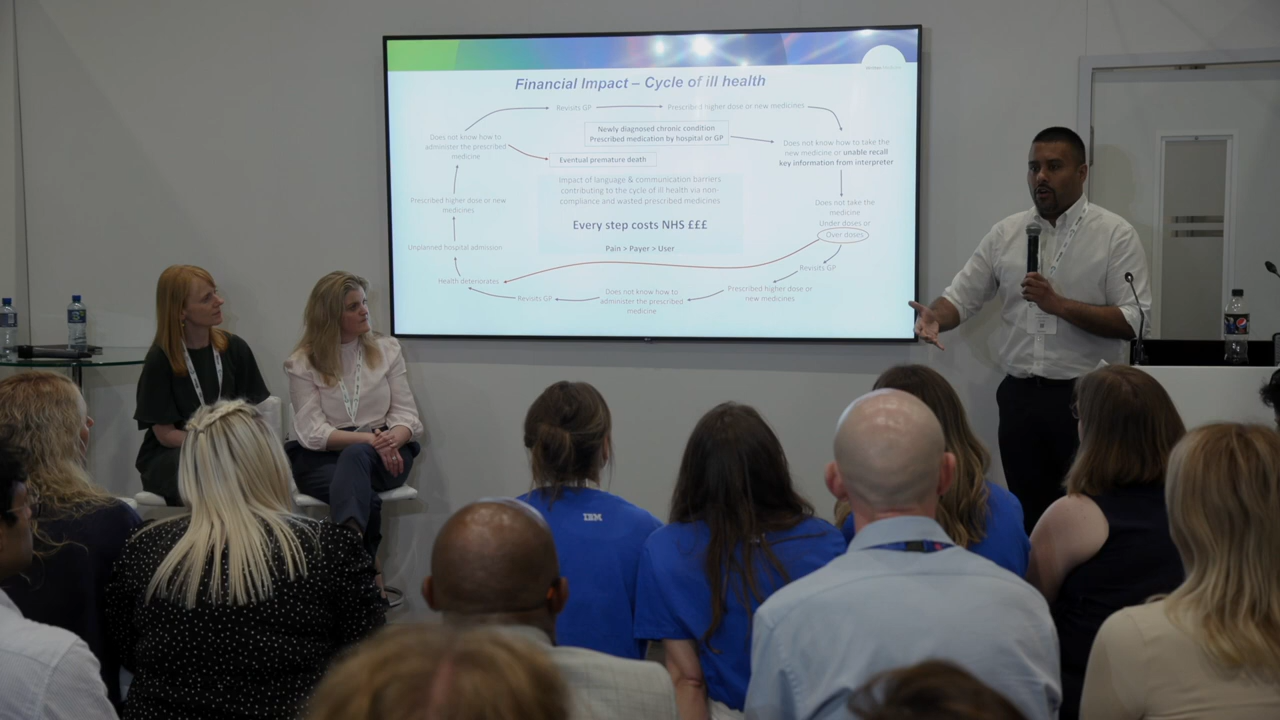 Financial Impact – Cycle of ill health
Revisits GP
Prescribed higher dose or new medicines
Newly diagnosed chronic condition
Prescribed medication by hospital or GP
Does not know how to
administer the prescribed
medicine
Eventual premature death
Does not know how to take the
new medicine or unable recall
key information from interpreter
Impact of language & communication barriers
contributing to the cycle of ill health via non-
compliance and wasted prescribed medicines
Prescribed higher dose or new
medicines
Does not take the
medicine
Under doses or
Over doses
Every step costs NHS £££
Pain > Payer > User
Unplanned hospital admission
Revisits GP
Health deteriorates
Prescribed higher dose or
new medicines
Does not know how to
administer the prescribed
medicine
Revisits GP
IBM